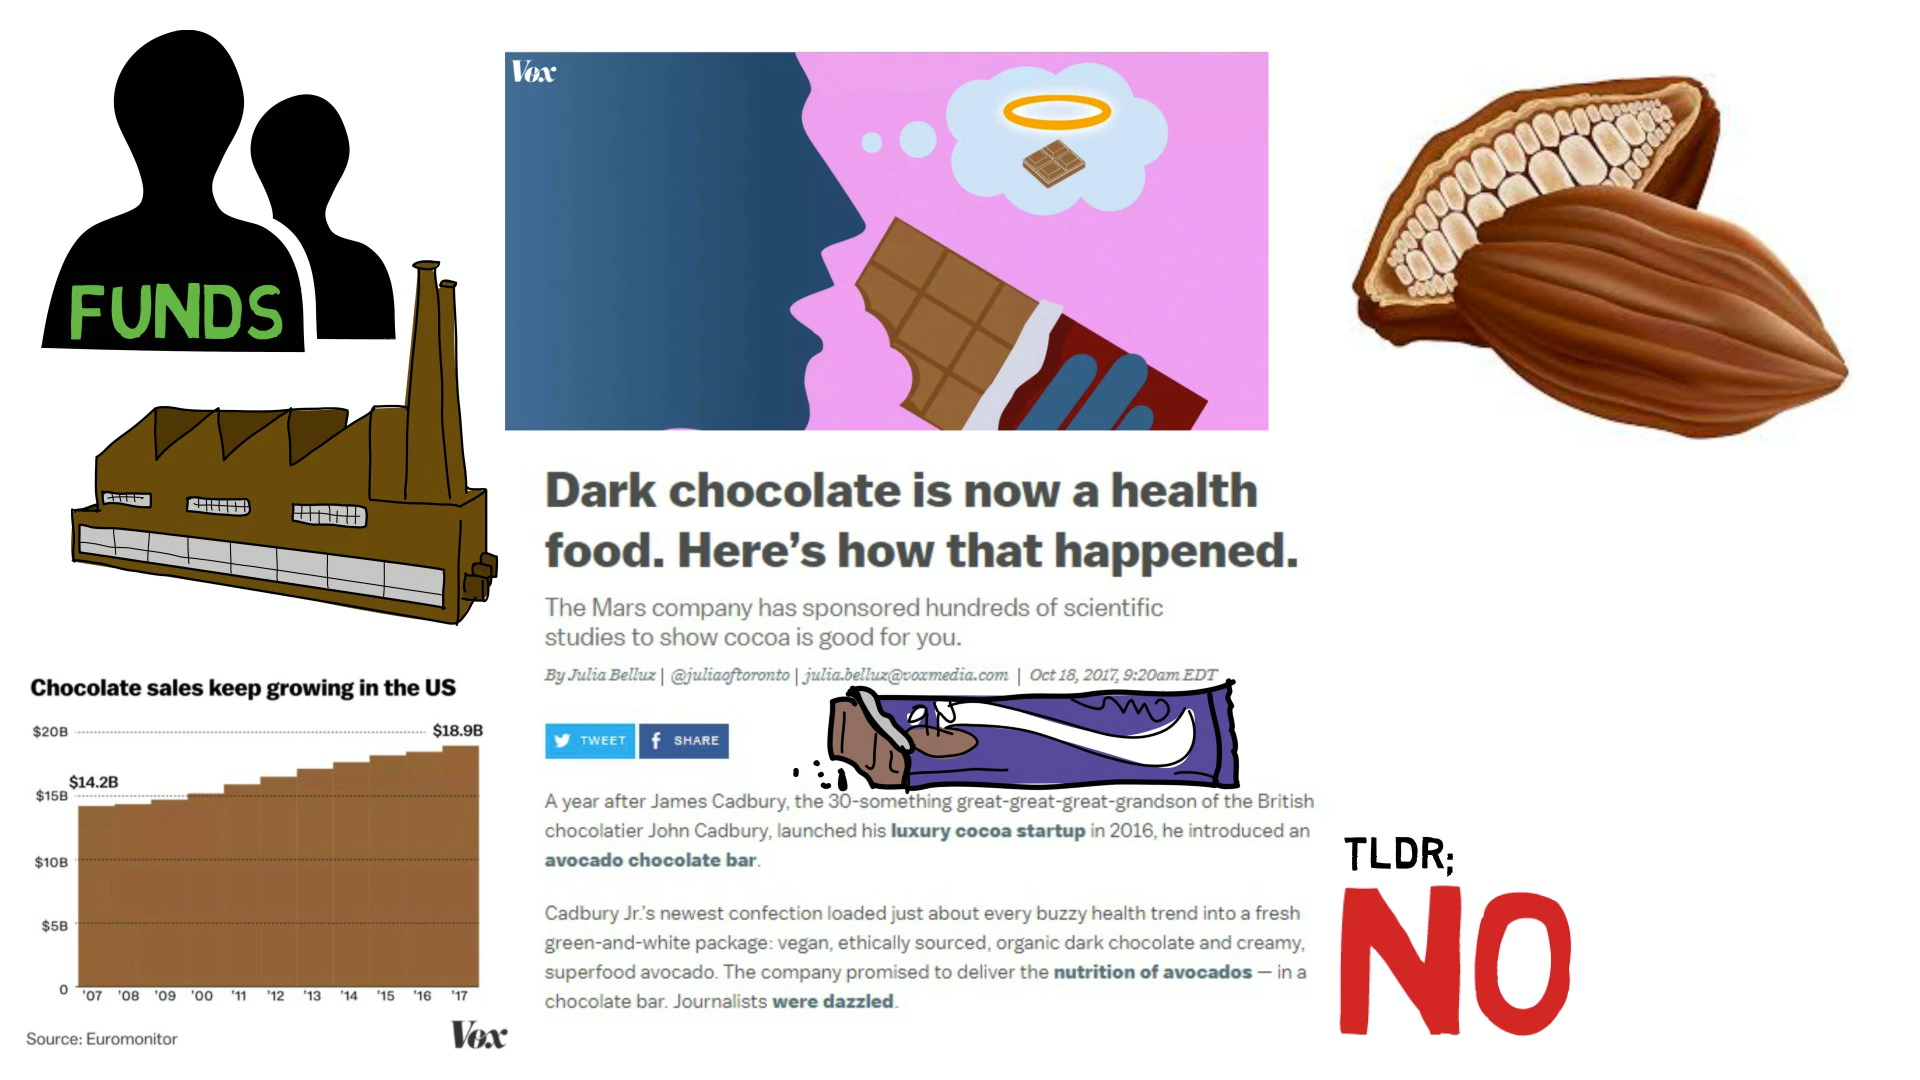 FUNDS
Vox
Dark chocolate is now a health
food. Here's how that happened.
The Mars company has sponsored hundreds of scientific
studies to show cocoa is good for you.
By Julia Belluz | @juliaoftoronto | julia.belluz@voxmedia.com | Oct 18, 2017, 9:20am EDT
TWEET
SHARE
A year after James Cadbury, the 30-something great-great-great-grandson of the British
chocolatier John Cadbury, launched his luxury cocoa startup in 2016, he introduced an
avocado chocolate bar.
Cadbury Jr.'s newest confection loaded just about every buzzy health trend into a fresh
green-and-white package: vegan, ethically sourced, organic dark chocolate and creamy,
superfood avocado. The company promised to deliver the nutrition of avocados — in a
chocolate bar. Journalists were dazzled.
Chocolate sales keep growing in the US
$20B
$18.9B
$14.2B
$15B
$10B
$5B
0
'07 '08 '09 '00 '11 '12 '13 '14 '15 '16 '17
Source: Euromonitor
Vox
TLDR;
NO